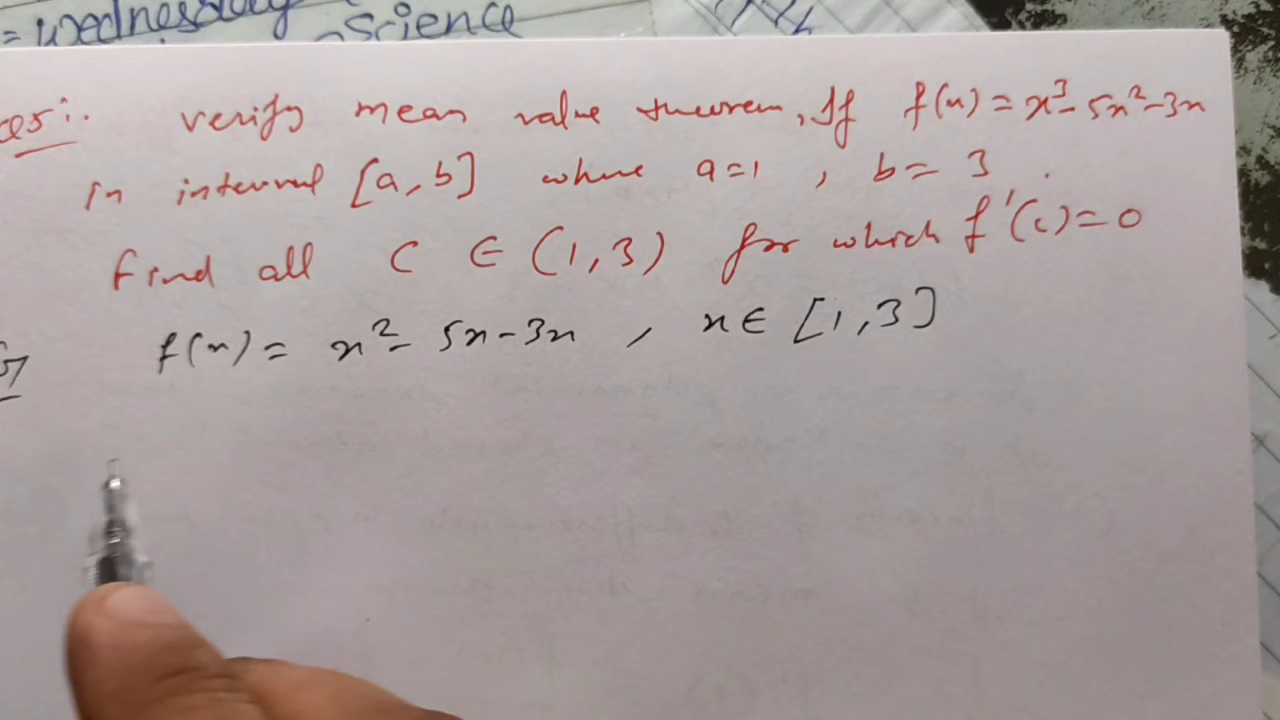 = Wednesday science
Ques:. verify mean value theorem, If f(x) = x³- 5x²-3x
In interval [a,b] where a=1 , b= 3 .
Find all C ∈ (1,3) for which f'(c)=0
f(x)= x²- 5x-3x , x∈ [1,3]